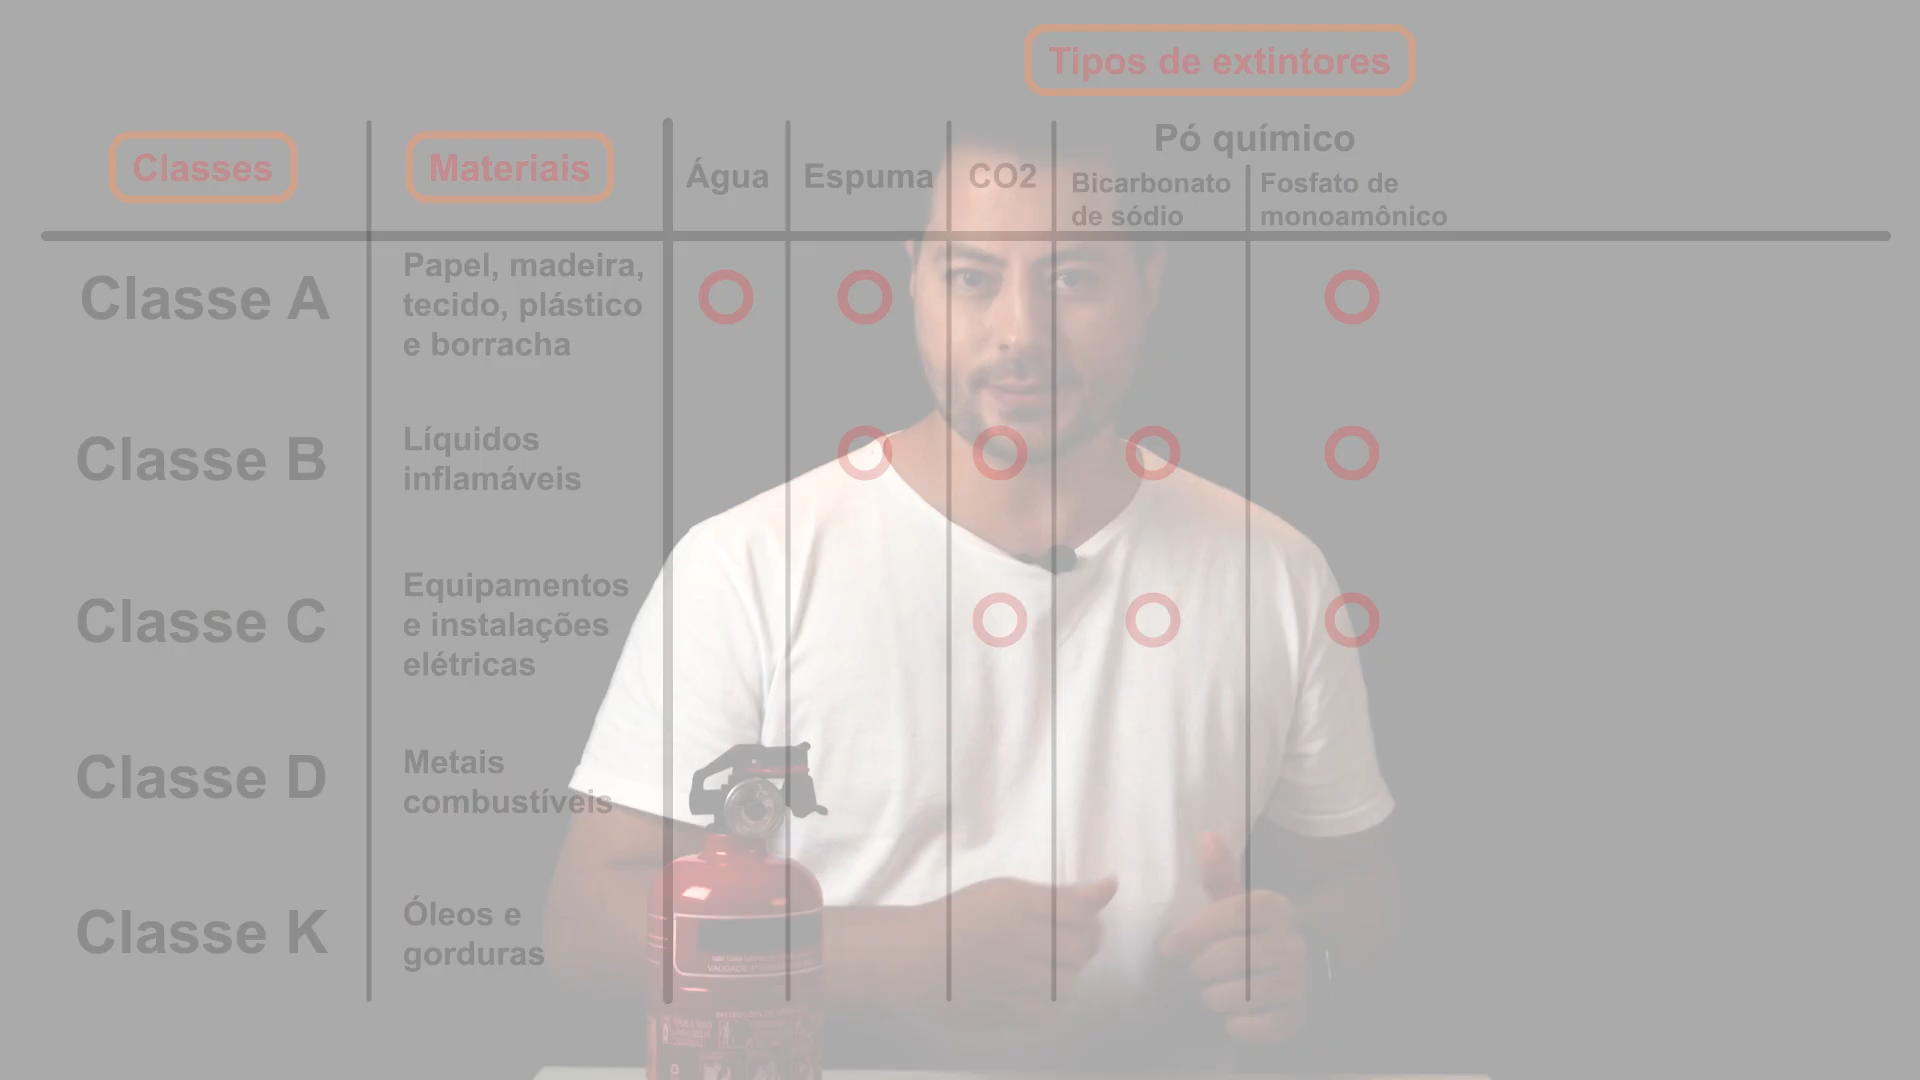 Tipos de extintores
Classes
Materiais
Água
Espuma
CO2
Pó químico
Bicarbonato
de sódio
Fosfato de
monoamônico
Classe A
Papel, madeira,
tecido, plástico
e borracha
Classe B
Líquidos
inflamáveis
Classe C
Equipamentos
e instalações
elétricas
Classe D
Metais
combustíveis
Classe K
Óleos e
gorduras